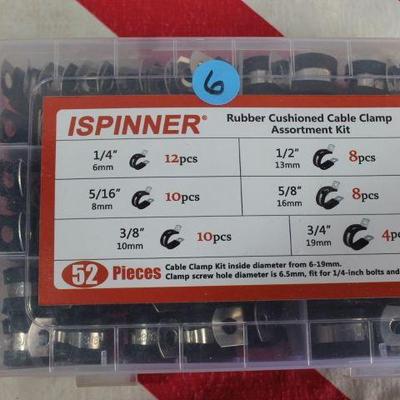 6
ISPINNER® Rubber Cushioned Cable Clamp
Assortment Kit
1/4" 12pcs 1/2" 8pcs
6mm 13mm
5/16" 10pcs 5/8" 8pcs
8mm 16mm
3/8" 10pcs 3/4" 4pc
10mm 19mm
52 Pieces Cable Clamp Kit inside diameter from 6-19mm.
Clamp screw hole diameter is 6.5mm, fit for 1/4-inch bolts and